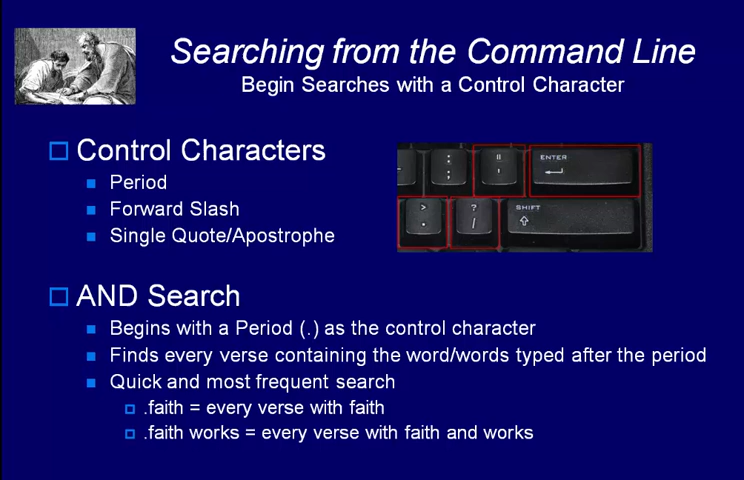 Searching from the Command Line
Begin Searches with a Control Character
Control Characters
Period
Forward Slash
Single Quote/Apostrophe
: " ENTER
; '
> ? SHIFT
. /
AND Search
Begins with a Period (.) as the control character
Finds every verse containing the word/words typed after the period
Quick and most frequent search
.faith = every verse with faith
.faith works = every verse with faith and works